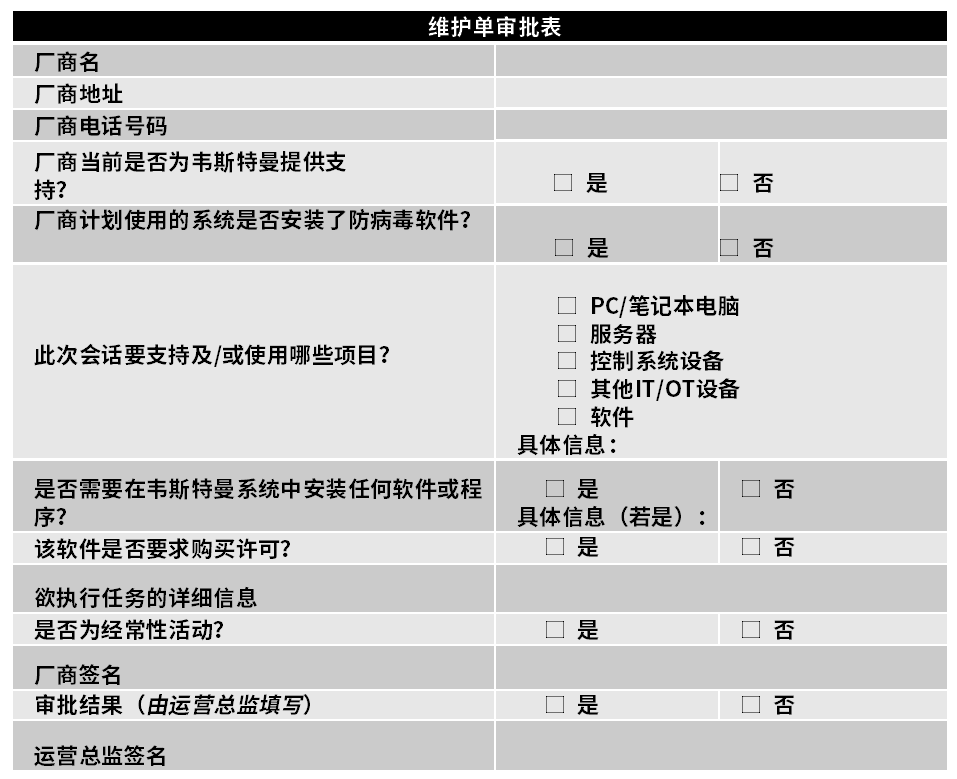 维护单审批表
厂商名
厂商地址
厂商电话号码
厂商当前是否为韦斯特曼提供支
持？
☐ 是 ☐ 否
厂商计划使用的系统是否安装了防病毒软件？
☐ 是 ☐ 否
此次会话要支持及/或使用哪些项目？
☐ PC/笔记本电脑
☐ 服务器
☐ 控制系统设备
☐ 其他IT/OT设备
☐ 软件
具体信息：
是否需要在韦斯特曼系统中安装任何软件或程
序？
☐ 是 ☐ 否
具体信息（若是）：
该软件是否要求购买许可？ ☐ 是 ☐ 否
欲执行任务的详细信息
是否为经常性活动？ ☐ 是 ☐ 否
厂商签名
审批结果（由运营总监填写） ☐ 是 ☐ 否
运营总监签名